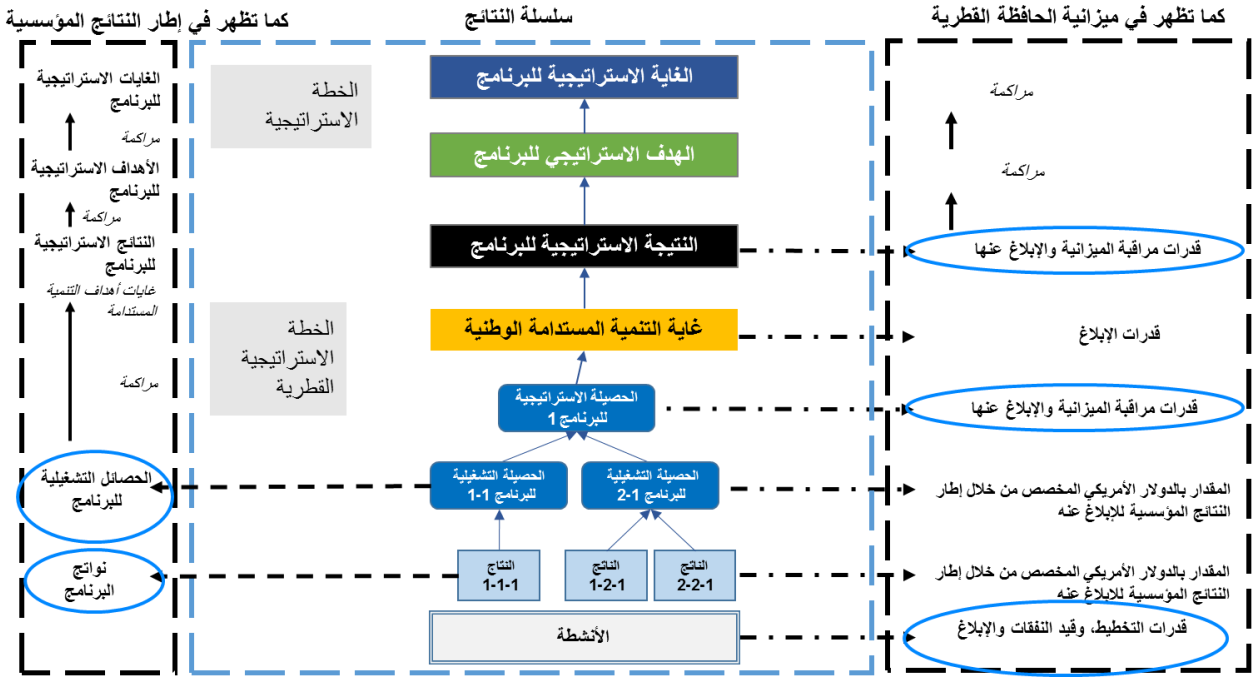 كما تظهر في ميزانية الحافظة القطرية
سلسلة النتائج
كما تظهر في إطار النتائج المؤسسية
مراكمة
مراكمة
قدرات مراقبة الميزانية والإبلاغ عنها
قدرات الإبلاغ
قدرات مراقبة الميزانية والإبلاغ عنها
المقدار بالدولار الأمريكي المخصص من خلال إطار
النتائج المؤسسية للإبلاغ عنه
المقدار بالدولار الأمريكي المخصص من خلال إطار
النتائج المؤسسية للإبلاغ عنه
قدرات التخطيط، وقيد النفقات والإبلاغ
الغاية الاستراتيجية للبرنامج
الهدف الاستراتيجي للبرنامج
النتيجة الاستراتيجية للبرنامج
غاية التنمية المستدامة الوطنية
الحصيلة الاستراتيجية
للبرنامج 1
الحصيلة التشغيلية
للبرنامج 1-2
الحصيلة التشغيلية
للبرنامج 1-1
الناتج
1-2-2
الناتج
1-2-1
النتاج
1-1-1
الأنشطة
الخطة
الاستراتيجية
الخطة
الاستراتيجية
القطرية
الغايات الاستراتيجية
للبرنامج
مراكمة
الأهداف الاستراتيجية
للبرنامج
مراكمة
النتائج الاستراتيجية
للبرنامج
غايات أهداف التنمية
المستدامة
مراكمة
الحصائل التشغيلية
للبرنامج
نواتج
البرنامج